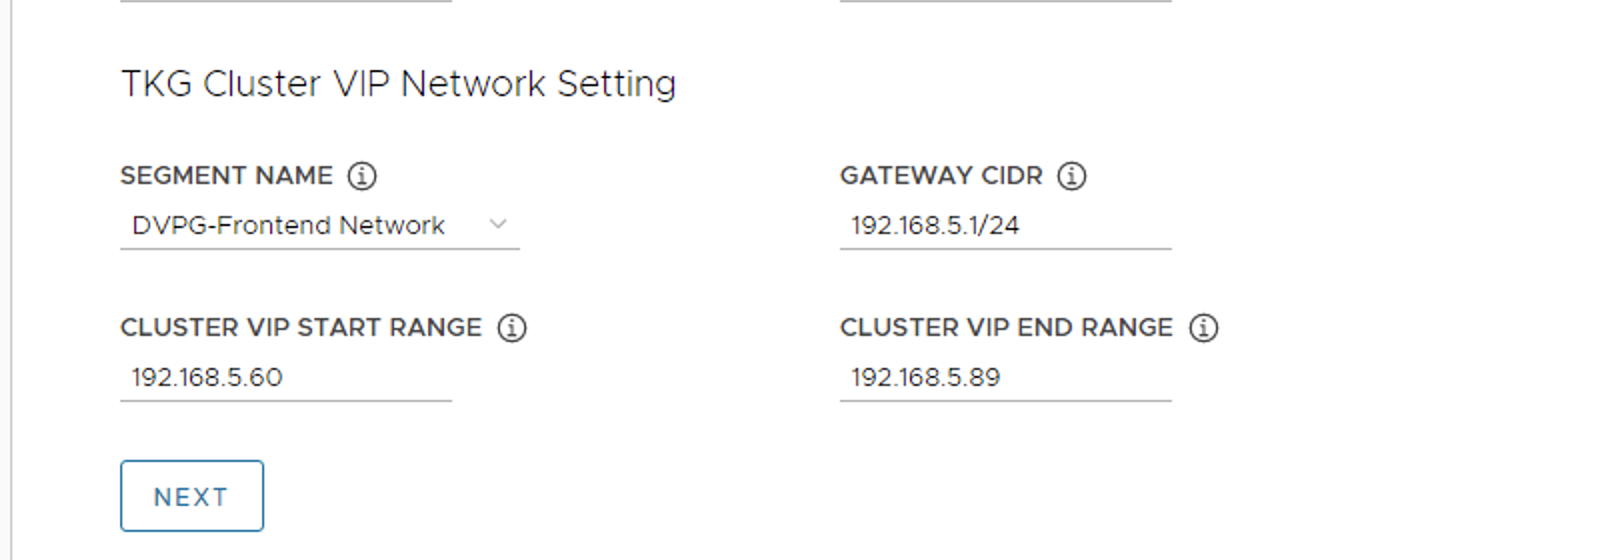 TKG Cluster VIP Network Setting
SEGMENT NAME
GATEWAY CIDR
DVPG-Frontend Network
192.168.5.1/24
CLUSTER VIP START RANGE
CLUSTER VIP END RANGE
192.168.5.60
192.168.5.89
NEXT